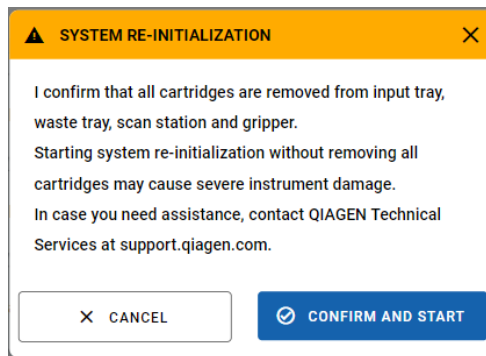 SYSTEM RE-INITIALIZATION
I confirm that all cartridges are removed from input tray,
waste tray, scan station and gripper.
Starting system re-initialization without removing all
cartridges may cause severe instrument damage.
In case you need assistance, contact QIAGEN Technical
Services at support.qiagen.com.
CANCEL
CONFIRM AND START